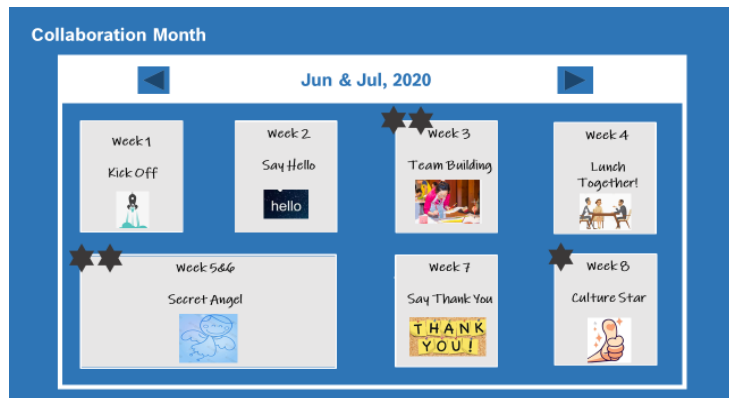 Collaboration Month
Jun & Jul, 2020
Week 1
Kick Off
Week 2
Say Hello
hello
Week 3
Team Building
Week 4
Lunch
Together!
Week 5&6
Secret Angel
Week 7
Say Thank You
THANK
YOU!
Week 8
Culture Star